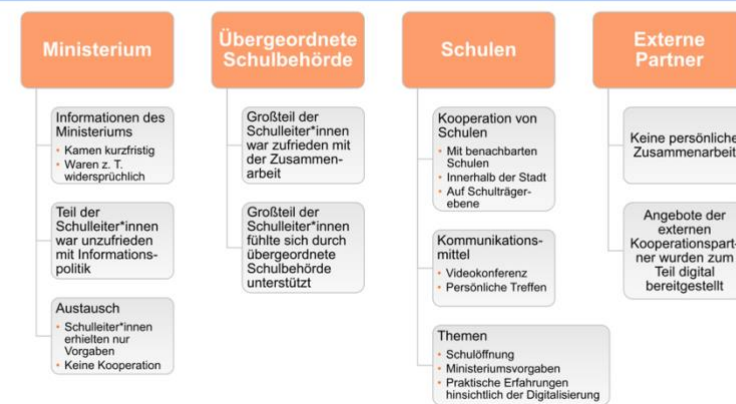 Ministerium
Informationen des
Ministeriums
• Kamen kurzfristig
• Waren z. T.
widersprüchlich
Teil der
Schulleiter*innen
war unzufrieden
mit Informations-
politik
Austausch
• Schulleiter*innen
erhielten nur
Vorgaben
• Keine Kooperation
Übergeordnete
Schulbehörde
Großteil der
Schulleiter*innen
war zufrieden mit
der Zusammen-
arbeit
Großteil der
Schulleiter*innen
fühlte sich durch
übergeordnete
Schulbehörde
unterstützt
Schulen
Kooperation von
Schulen
• Mit benachbarten
Schulen
• Innerhalb der Stadt
• Auf Schulträger-
ebene
Kommunikations-
mittel
• Videokonferenz
• Persönliche Treffen
Themen
• Schulöffnung
• Ministeriumsvorgaben
• Praktische Erfahrungen
hinsichtlich der Digitalisierung
Externe
Partner
Keine persönliche
Zusammenarbeit
Angebote der
externen
Kooperationspart-
ner wurden zum
Teil digital
bereitgestellt